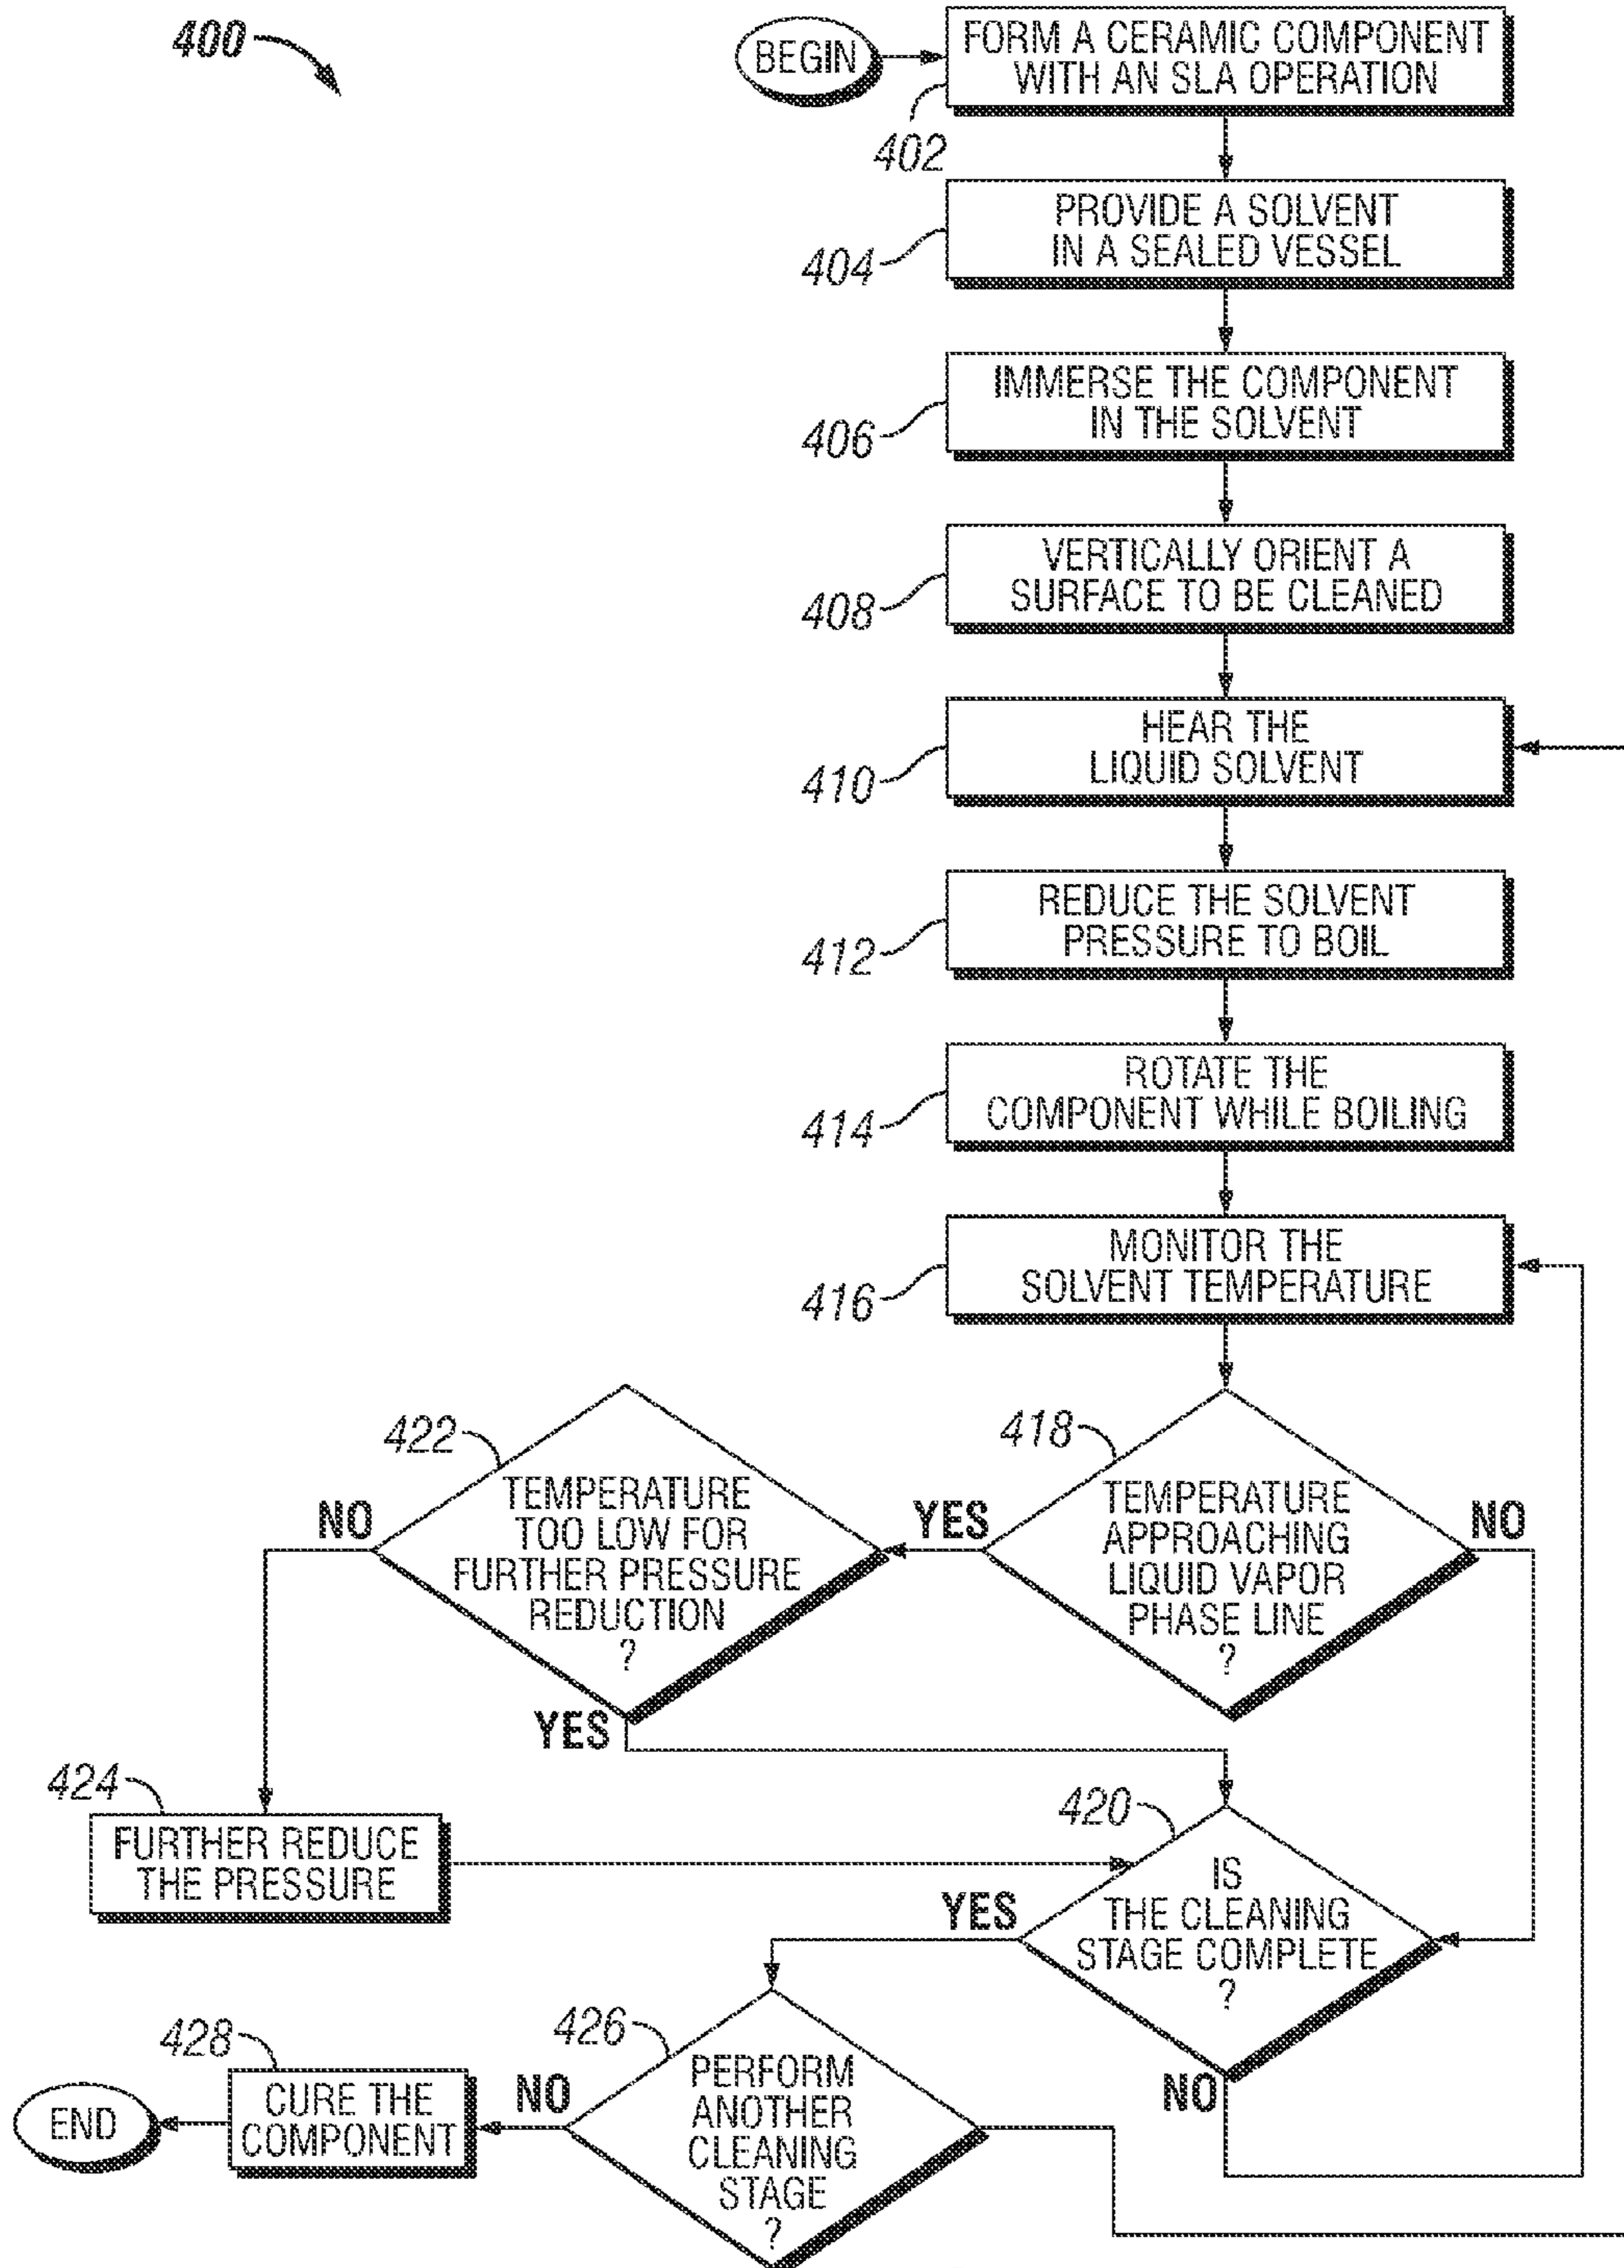 400
BEGIN
FORM A CERAMIC COMPONENT
WITH AN SLA OPERATION
402
PROVIDE A SOLVENT
IN A SEALED VESSEL
404
IMMERSE THE COMPONENT
IN THE SOLVENT
406
VERTICALLY ORIENT A
SURFACE TO BE CLEANED
408
HEAR THE
LIQUID SOLVENT
410
REDUCE THE SOLVENT
PRESSURE TO BOIL
412
ROTATE THE
COMPONENT WHILE BOILING
414
MONITOR THE
SOLVENT TEMPERATURE
416
418
TEMPERATURE
APPROACHING
LIQUID VAPOR
PHASE LINE
?
YES
NO
422
TEMPERATURE
TOO LOW FOR
FURTHER PRESSURE
REDUCTION
?
NO
YES
424
FURTHER REDUCE
THE PRESSURE
420
IS
THE CLEANING
STAGE COMPLETE
?
YES
NO
426
PERFORM
ANOTHER
CLEANING
STAGE
?
NO
428
CURE THE
COMPONENT
END